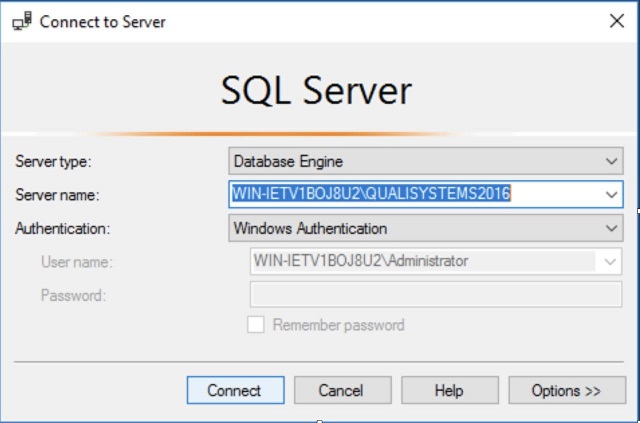 Connect to Server
SQL Server
Server type: Database Engine
Server name: WIN-IETV1BOJ8U2\QUALISYSTEMS2016
Authentication: Windows Authentication
User name: WIN-IETV1BOJ8U2\Administrator
Password:
Remember password
Connect Cancel Help Options >>